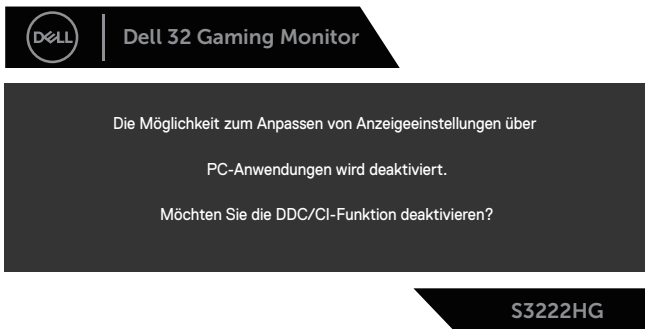 DELL
Dell 32 Gaming Monitor
Die Möglichkeit zum Anpassen von Anzeigeeinstellungen über
PC-Anwendungen wird deaktiviert.
Möchten Sie die DDC/CI-Funktion deaktivieren?
S3222HG